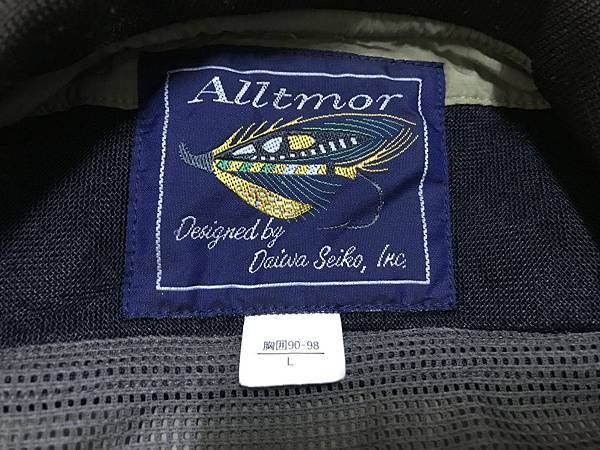 Alltmor
Designed by
Daiwa Seiko, Inc.
胸囲90-98
L